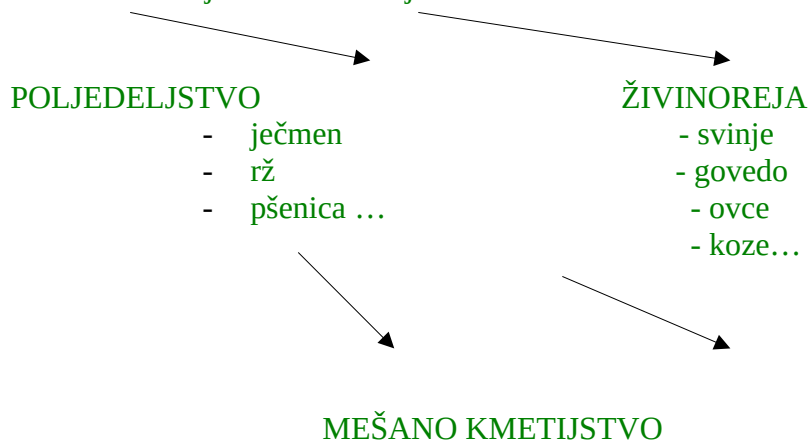 POLJEDELJSTVO ŽIVINOREJA
- ječmen - svinje
- rž - govedo
- pšenica … - ovce
- koze…
MEŠANO KMETIJSTVO